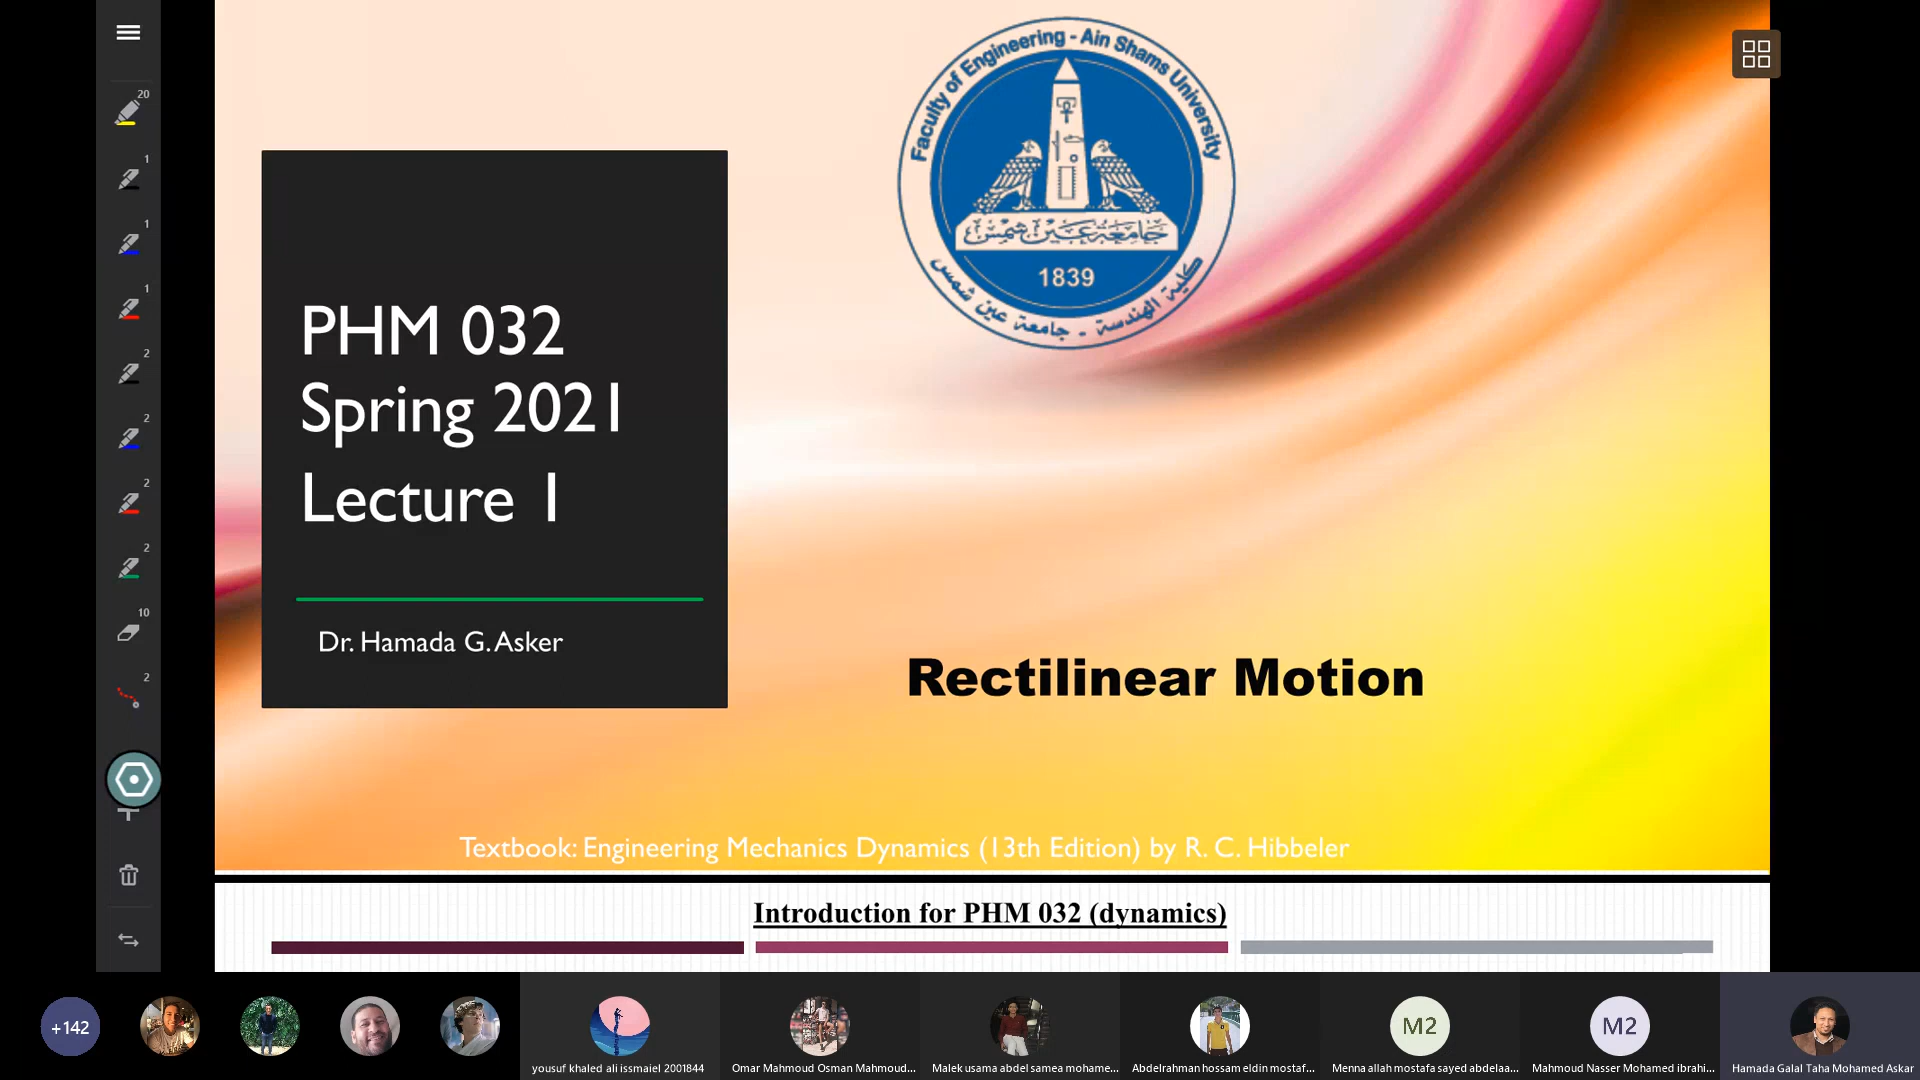 20
1
1
1
2
2
2
2
10
2
Faculty of Engineering - Ain Shams University
جامعة عين شمس
1839
كلية الهندسة - جامعة عين شمس
PHM 032
Spring 2021
Lecture 1
Dr. Hamada G. Asker
Rectilinear Motion
Textbook: Engineering Mechanics Dynamics (13th Edition) by R. C. Hibbeler
Introduction for PHM 032 (dynamics)
+142
M2
M2
yousuf khaled ali issmaiel 2001844
Omar Mahmoud Osman Mahmoud...
Malek usama abdel samea mohame...
Abdelrahman hossam eldin mostaf...
Menna allah mostafa sayed abdelaa...
Mahmoud Nasser Mohamed ibrahi...
Hamada Galal Taha Mohamed Askar